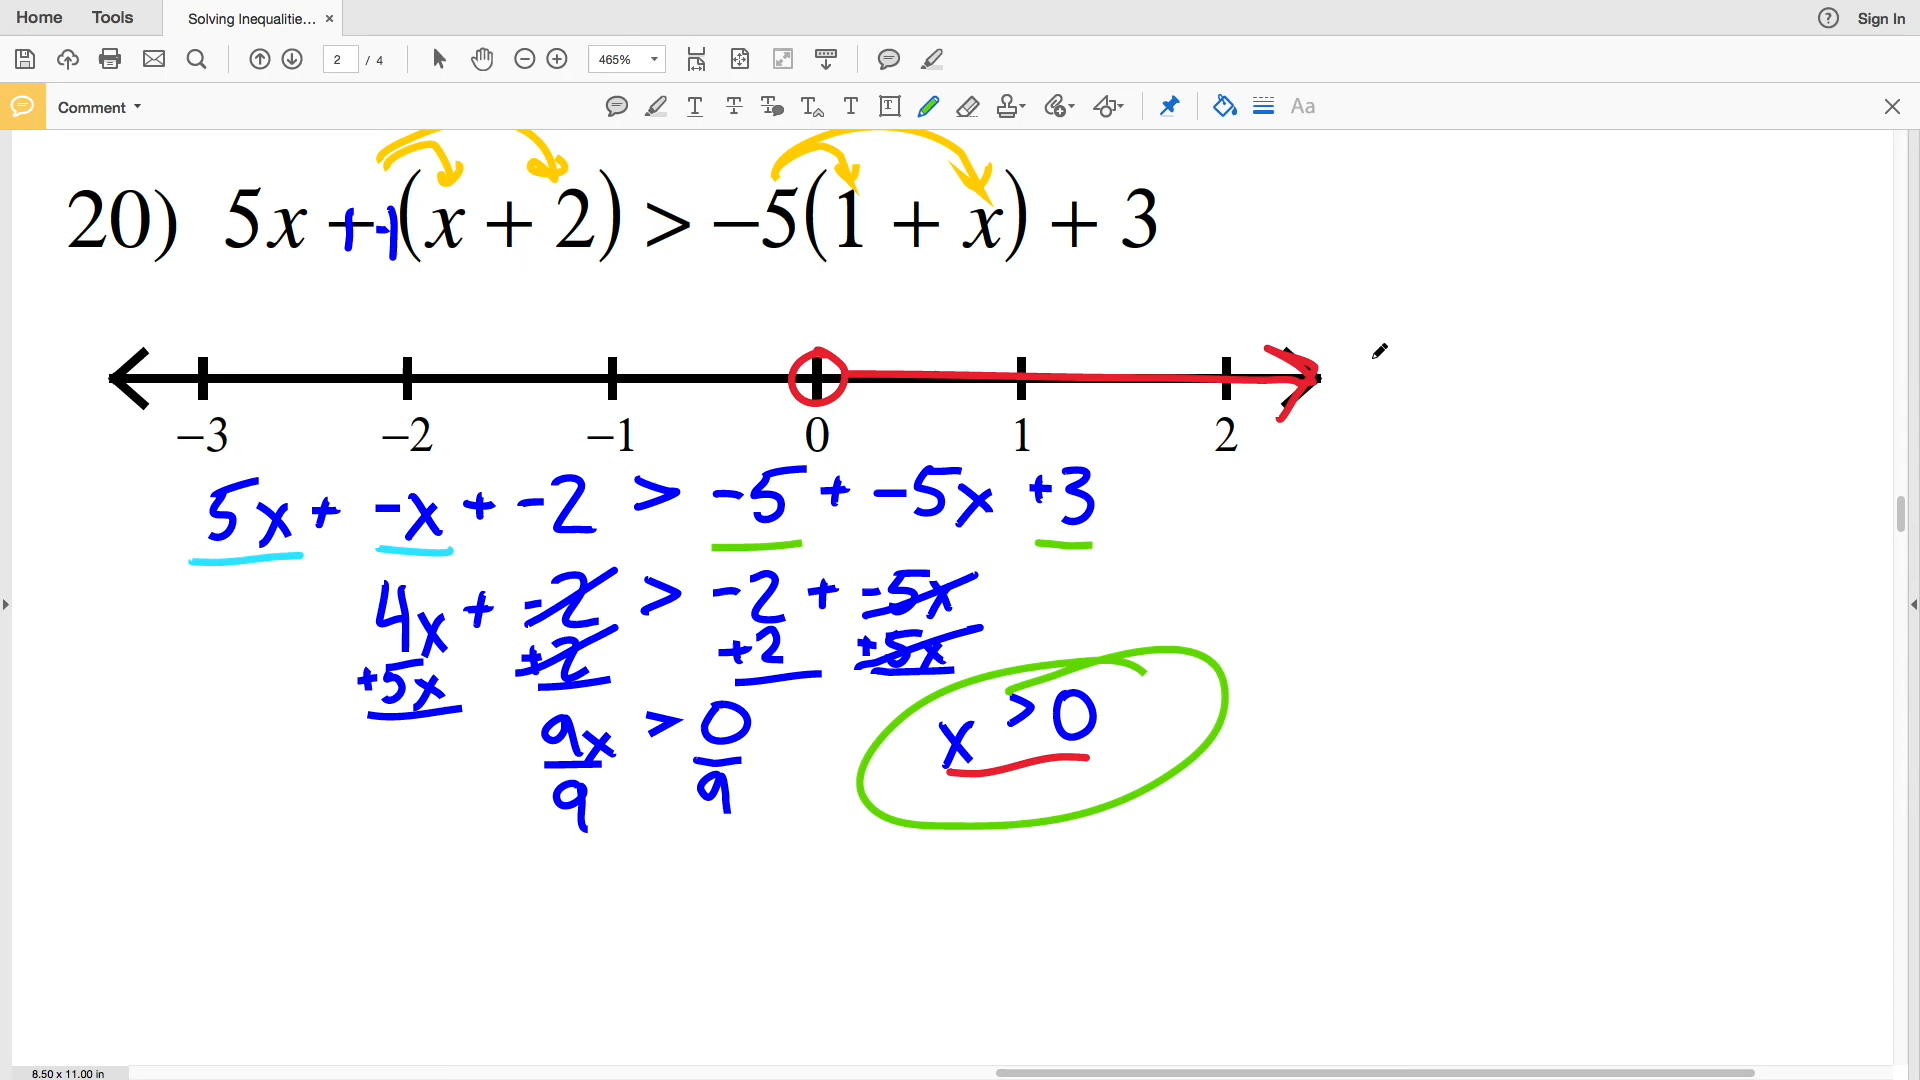 Home Tools Solving Inequalitie... × ? Sign In
2 / 4 465%
Comment Aa
20) 5x + -1(x + 2) > −5(1 + x) + 3
−3 −2 −1 0 1 2
5x + -x + -2 > -5 + -5x +3
4x + -2 > -2 + -5x
+5x +2 +2 +5x
9x > 0
9 9
x > 0
8.50 x 11.00 in